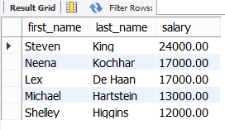 Result Grid Filter Rows:
first_name last_name salary
Steven King 24000.00
Neena Kochhar 17000.00
Lex De Haan 17000.00
Michael Hartstein 13000.00
Shelley Higgins 12000.00